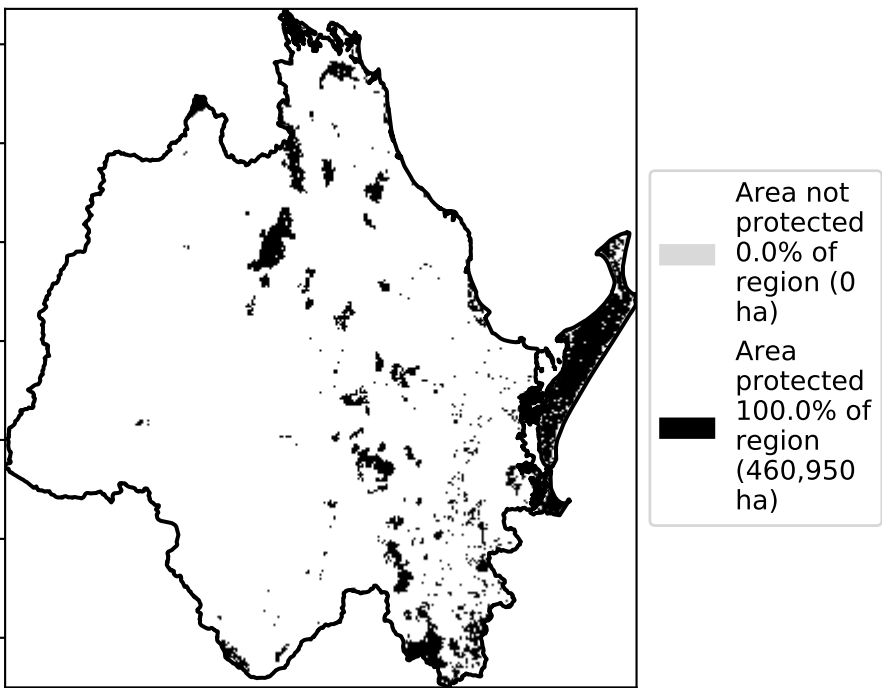 Area not
protected
0.0% of
region (0
ha)
Area
protected
100.0% of
region
(460,950
ha)